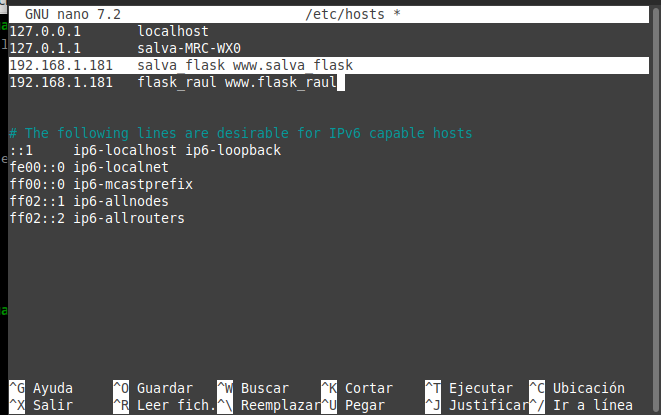 GNU nano 7.2 /etc/hosts *
127.0.0.1 localhost
127.0.1.1 salva-MRC-WX0
192.168.1.181 salva_flask www.salva_flask
192.168.1.181 flask_raul www.flask_raul
# The following lines are desirable for IPv6 capable hosts
::1 ip6-localhost ip6-loopback
fe00::0 ip6-localnet
ff00::0 ip6-mcastprefix
ff02::1 ip6-allnodes
ff02::2 ip6-allrouters
^G Ayuda ^O Guardar ^W Buscar ^K Cortar ^T Ejecutar ^C Ubicación
^X Salir ^R Leer fich. ^\ Reemplazar ^U Pegar ^J Justificar ^/ Ir a línea